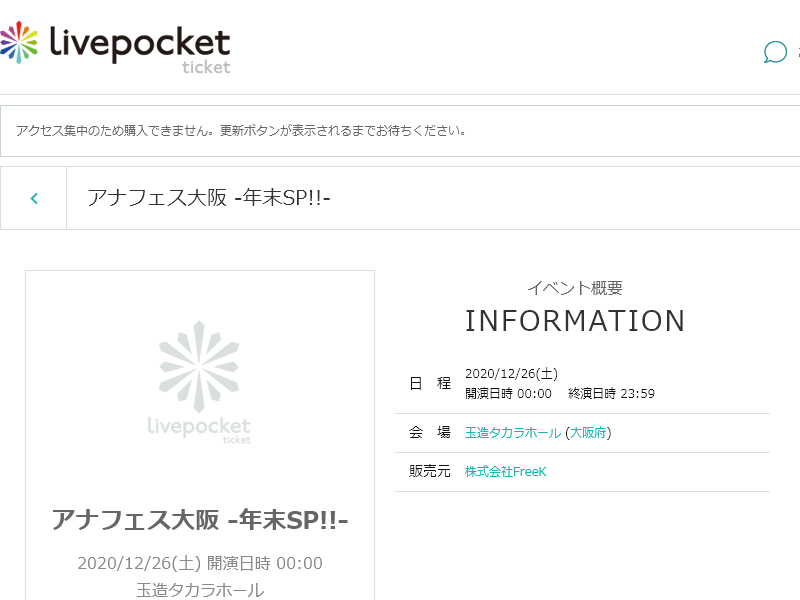 livepocket
ticket
アクセス集中のため購入できません。更新ボタンが表示されるまでお待ちください。
アナフェス大阪 -年末SP!!-
livepocket
ticket
アナフェス大阪 -年末SP!!-
2020/12/26(土) 開演日時 00:00
玉造タカラホール
イベント概要
INFORMATION
日 程
2020/12/26(土)
開演日時 00:00 終演日時 23:59
会 場
玉造タカラホール (大阪府)
販売元
株式会社FreeK